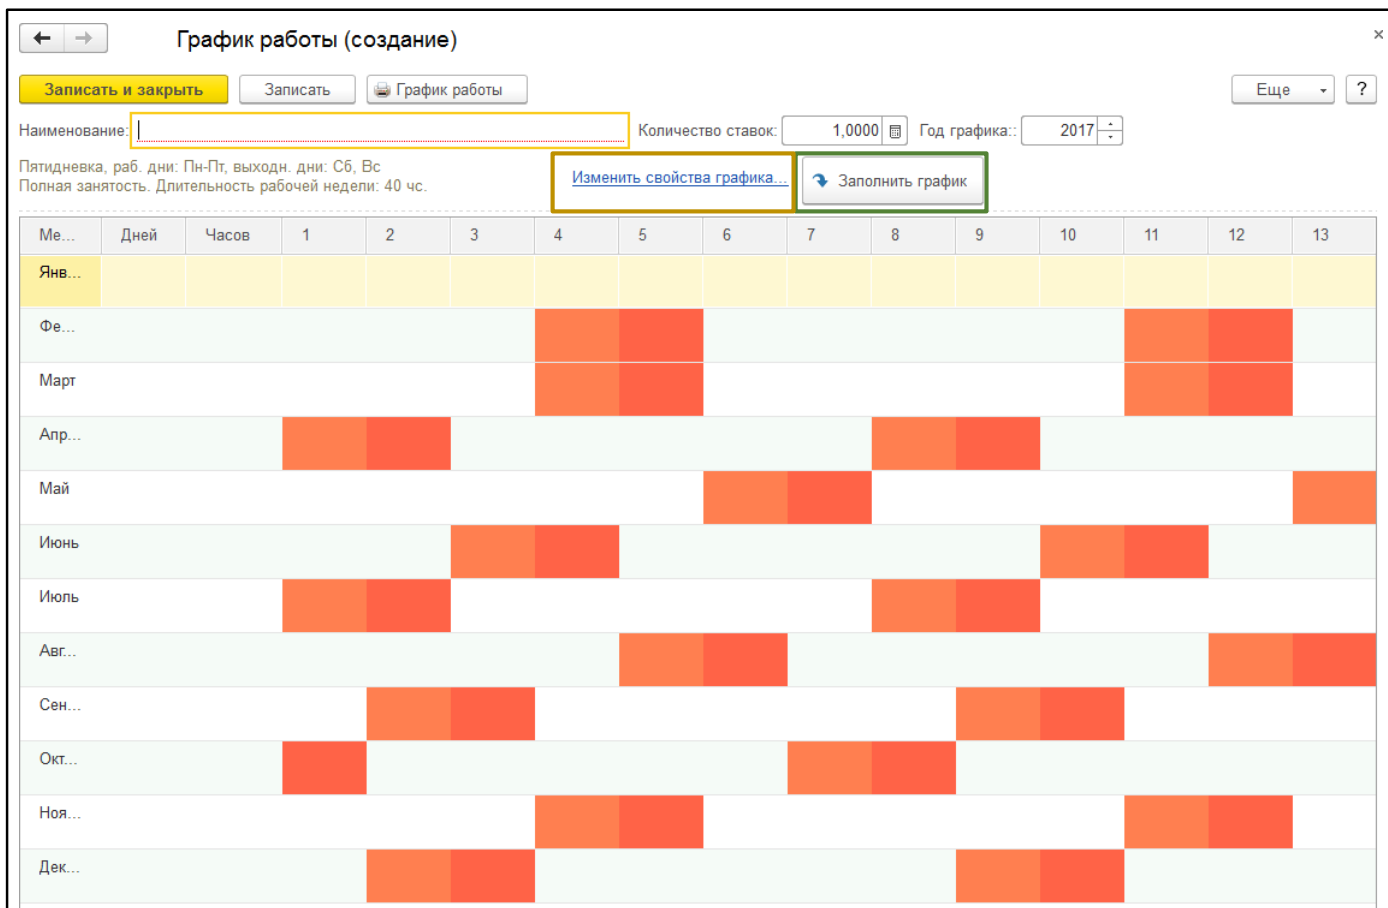 График работы (создание)
Записать и закрыть Записать График работы Еще ?
Наименование: Количество ставок: 1,0000 Год графика:: 2017
Пятидневка, раб. дни: Пн-Пт, выходн. дни: Сб, Вс
Полная занятость. Длительность рабочей недели: 40 чс.
Изменить свойства графика... Заполнить график
Ме... Дней Часов 1 2 3 4 5 6 7 8 9 10 11 12 13
Янв...
Фе...
Март
Апр...
Май
Июнь
Июль
Авг...
Сен...
Окт...
Ноя...
Дек...